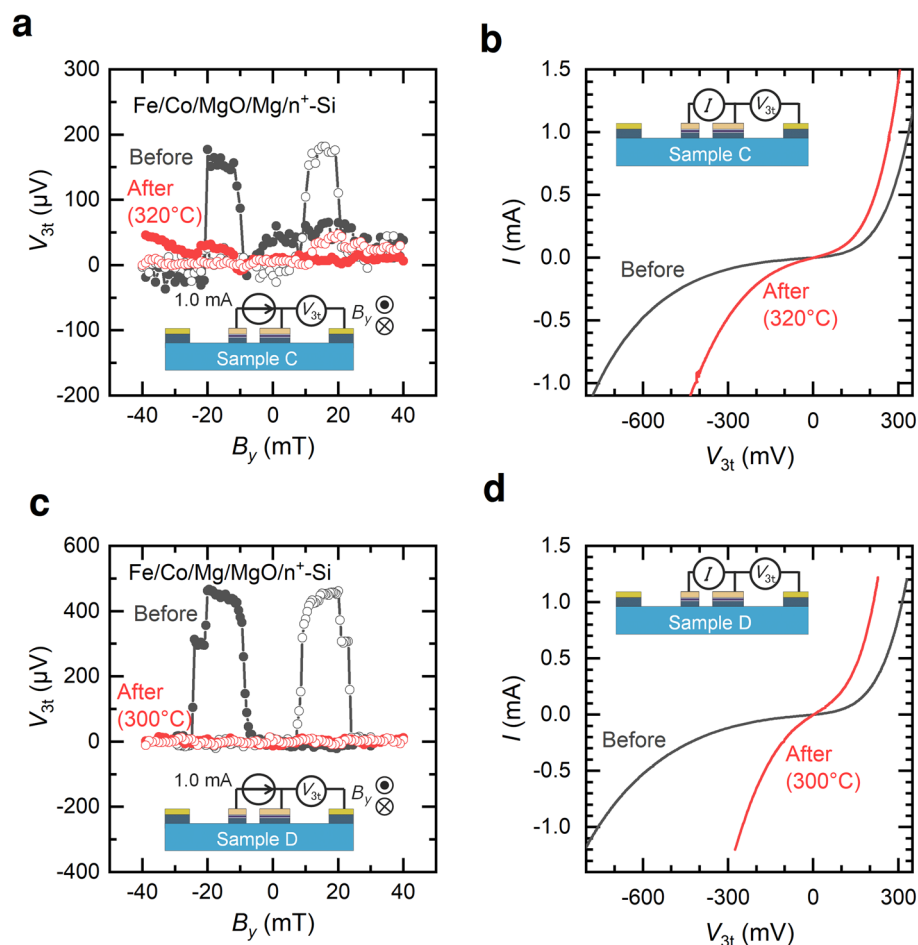 a
300
200
100
0
-100
-200
V3t (μV)
Fe/Co/MgO/Mg/n+-Si
Before
After
(320°C)
1.0 mA
V3t
By
Sample C
-40
-20
0
20
40
By (mT)
b
1.5
1.0
0.5
0.0
-0.5
-1.0
I (mA)
I
V3t
Sample C
Before
After
(320°C)
-600
-300
0
300
V3t (mV)
c
600
400
200
0
-200
-400
V3t (μV)
Fe/Co/Mg/MgO/n+-Si
Before
After
(300°C)
1.0 mA
V3t
By
Sample D
-40
-20
0
20
40
By (mT)
d
1.5
1.0
0.5
0.0
-0.5
-1.0
I (mA)
I
V3t
Sample D
Before
After
(300°C)
-600
-300
0
300
V3t (mV)